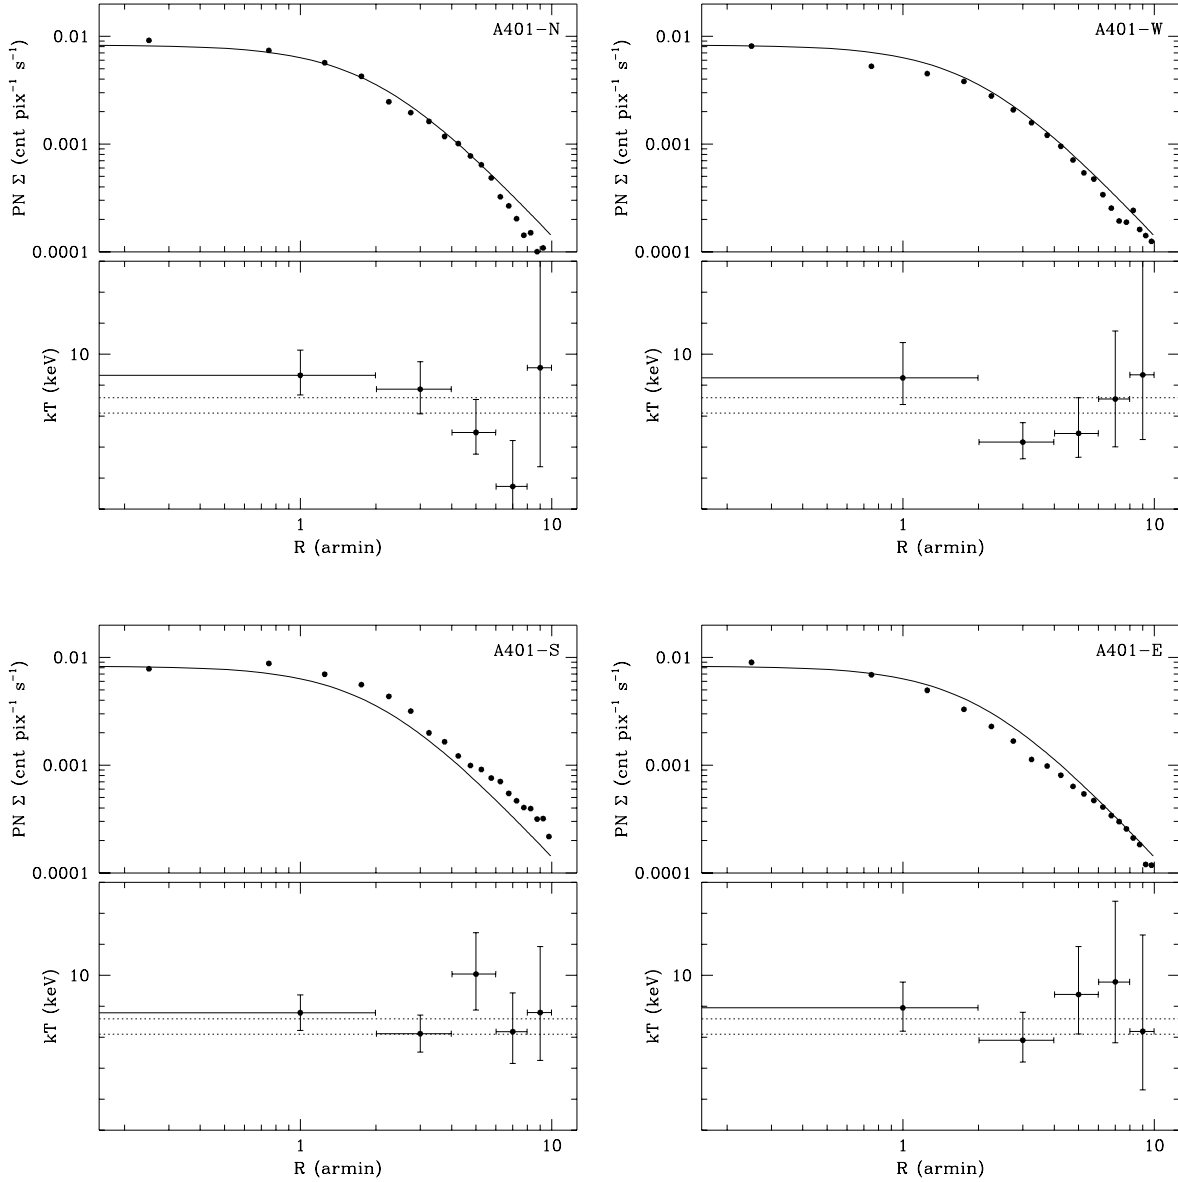 A401-N
0.01
0.001
0.0001
PN Σ (cnt pix⁻¹ s⁻¹)
10
kT (keV)
1 10
R (armin)
A401-W
0.01
0.001
0.0001
PN Σ (cnt pix⁻¹ s⁻¹)
10
kT (keV)
1 10
R (armin)
A401-S
0.01
0.001
0.0001
PN Σ (cnt pix⁻¹ s⁻¹)
10
kT (keV)
1 10
R (armin)
A401-E
0.01
0.001
0.0001
PN Σ (cnt pix⁻¹ s⁻¹)
10
kT (keV)
1 10
R (armin)